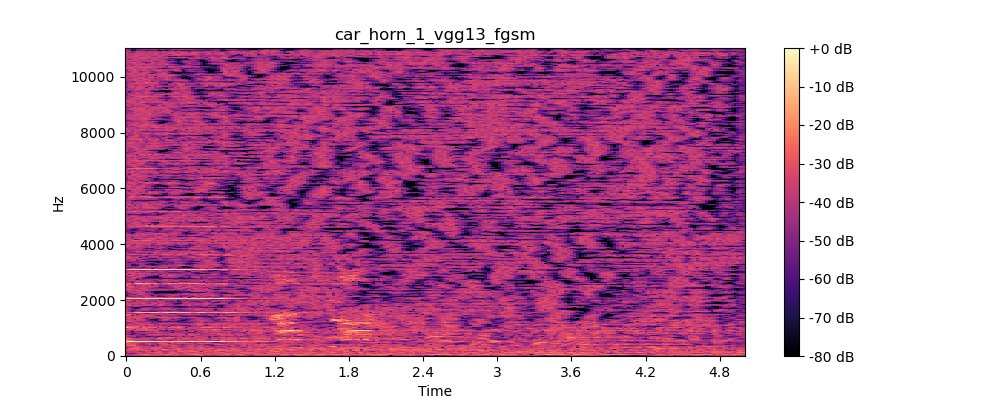 car_horn_1_vgg13_fgsm
10000
8000
6000
4000
2000
0
Hz
0 0.6 1.2 1.8 2.4 3 3.6 4.2 4.8
Time
+0 dB
-10 dB
-20 dB
-30 dB
-40 dB
-50 dB
-60 dB
-70 dB
-80 dB